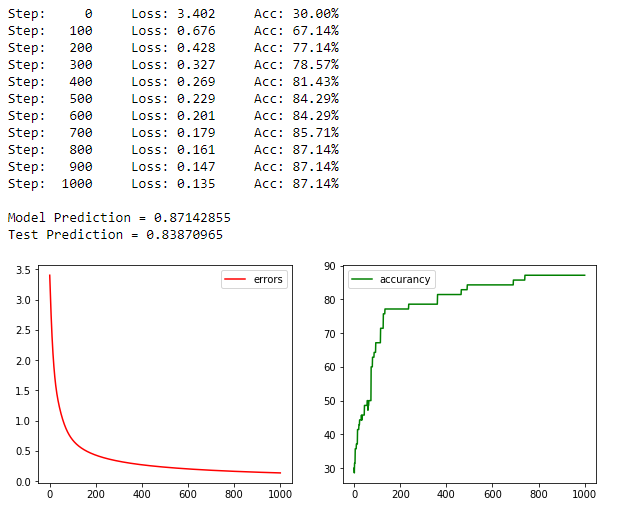 Step:     0     Loss: 3.402     Acc: 30.00%
Step:   100     Loss: 0.676     Acc: 67.14%
Step:   200     Loss: 0.428     Acc: 77.14%
Step:   300     Loss: 0.327     Acc: 78.57%
Step:   400     Loss: 0.269     Acc: 81.43%
Step:   500     Loss: 0.229     Acc: 84.29%
Step:   600     Loss: 0.201     Acc: 84.29%
Step:   700     Loss: 0.179     Acc: 85.71%
Step:   800     Loss: 0.161     Acc: 87.14%
Step:   900     Loss: 0.147     Acc: 87.14%
Step:  1000     Loss: 0.135     Acc: 87.14%
Model Prediction = 0.87142855
Test Prediction = 0.83870965
errors
3.5
3.0
2.5
2.0
1.5
1.0
0.5
0.0
0 200 400 600 800 1000
accurancy
90
80
70
60
50
40
30
0 200 400 600 800 1000